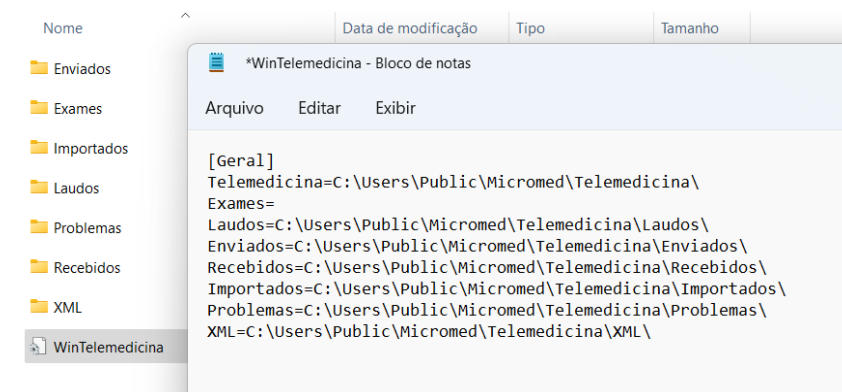 Nome
Data de modificação
Tipo
Tamanho
Enviados
Exames
Importados
Laudos
Problemas
Recebidos
XML
WinTelemedicina
*WinTelemedicina - Bloco de notas
Arquivo Editar Exibir
[Geral]
Telemedicina=C:\Users\Public\Micromed\Telemedicina\
Exames=
Laudos=C:\Users\Public\Micromed\Telemedicina\Laudos\
Enviados=C:\Users\Public\Micromed\Telemedicina\Enviados\
Recebidos=C:\Users\Public\Micromed\Telemedicina\Recebidos\
Importados=C:\Users\Public\Micromed\Telemedicina\Importados\
Problemas=C:\Users\Public\Micromed\Telemedicina\Problemas\
XML=C:\Users\Public\Micromed\Telemedicina\XML\